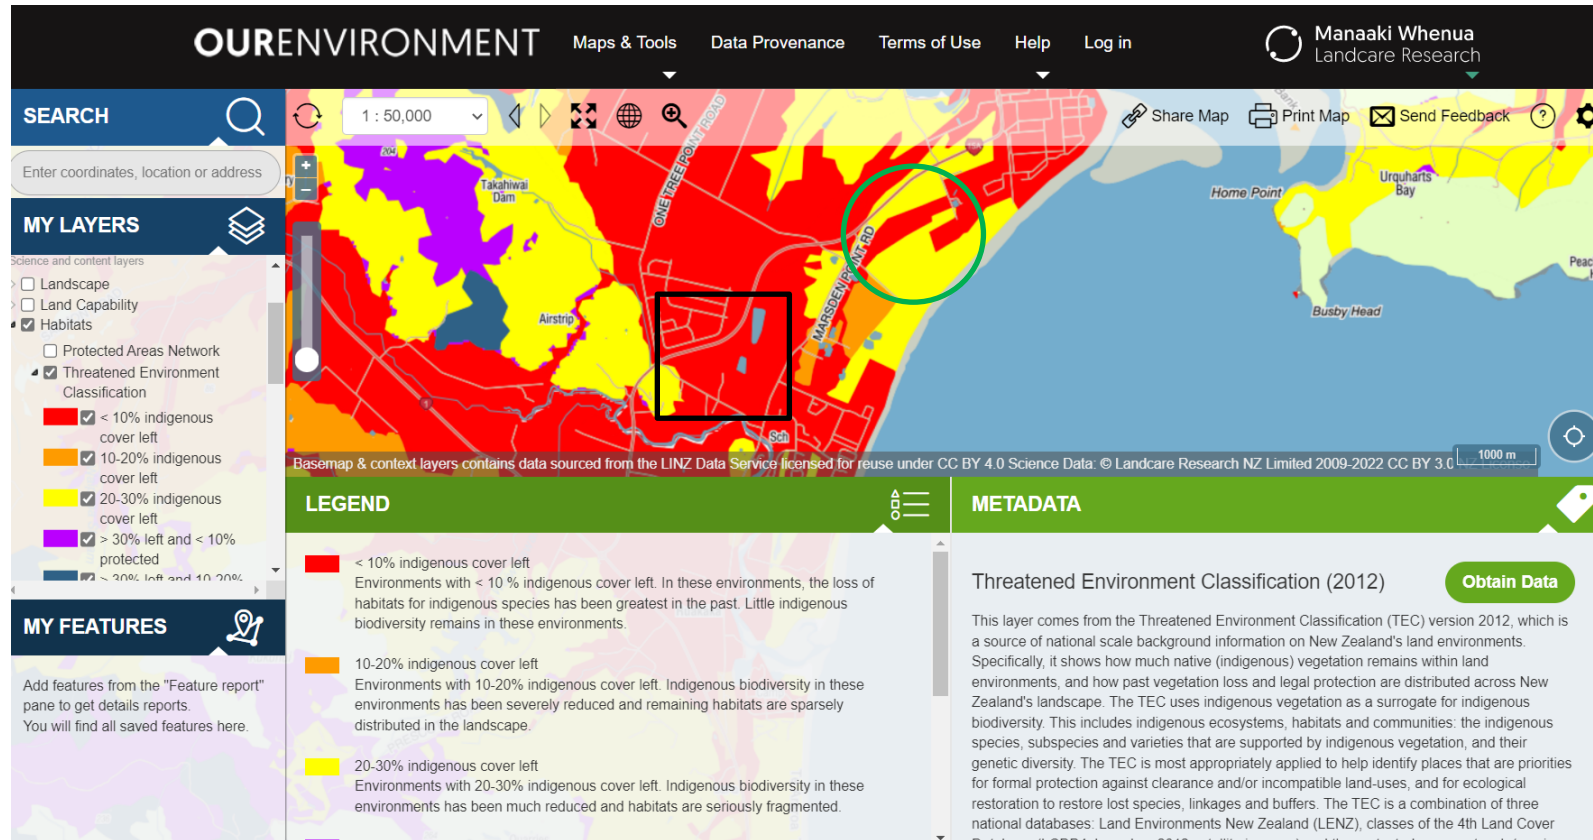 OURENVIRONMENT
Maps & Tools
Data Provenance
Terms of Use
Help
Log in
Manaaki Whenua
Landcare Research
SEARCH
Enter coordinates, location or address
MY LAYERS
Science and content layers
Landscape
Land Capability
Habitats
Protected Areas Network
Threatened Environment
Classification
< 10% indigenous
cover left
10-20% indigenous
cover left
20-30% indigenous
cover left
> 30% left and < 10%
protected
> 30% left and 10-20%
MY FEATURES
Add features from the "Feature report"
pane to get details reports.
You will find all saved features here.
1 : 50,000
Share Map
Print Map
Send Feedback
?
+
−
204
Takahiwai
Dam
ONE TREE POINT ROAD
15A
Bank
Home Point
Urquharts
Bay
MARSDEN POINT RD
Airstrip
Busby Head
1
Sch
Basemap & context layers contains data sourced from the LINZ Data Service licensed for reuse under CC BY 4.0 Science Data: © Landcare Research NZ Limited 2009-2022 CC BY 3.0 NZ License
1000 m
LEGEND
< 10% indigenous cover left
Environments with < 10 % indigenous cover left. In these environments, the loss of
habitats for indigenous species has been greatest in the past. Little indigenous
biodiversity remains in these environments.
10-20% indigenous cover left
Environments with 10-20% indigenous cover left. Indigenous biodiversity in these
environments has been severely reduced and remaining habitats are sparsely
distributed in the landscape.
20-30% indigenous cover left
Environments with 20-30% indigenous cover left. Indigenous biodiversity in these
environments has been much reduced and habitats are seriously fragmented.
METADATA
Threatened Environment Classification (2012)
Obtain Data
This layer comes from the Threatened Environment Classification (TEC) version 2012, which is
a source of national scale background information on New Zealand's land environments.
Specifically, it shows how much native (indigenous) vegetation remains within land
environments, and how past vegetation loss and legal protection are distributed across New
Zealand's landscape. The TEC uses indigenous vegetation as a surrogate for indigenous
biodiversity. This includes indigenous ecosystems, habitats and communities: the indigenous
species, subspecies and varieties that are supported by indigenous vegetation, and their
genetic diversity. The TEC is most appropriately applied to help identify places that are priorities
for formal protection against clearance and/or incompatible land-uses, and for ecological
restoration to restore lost species, linkages and buffers. The TEC is a combination of three
national databases: Land Environments New Zealand (LENZ), classes of the 4th Land Cover